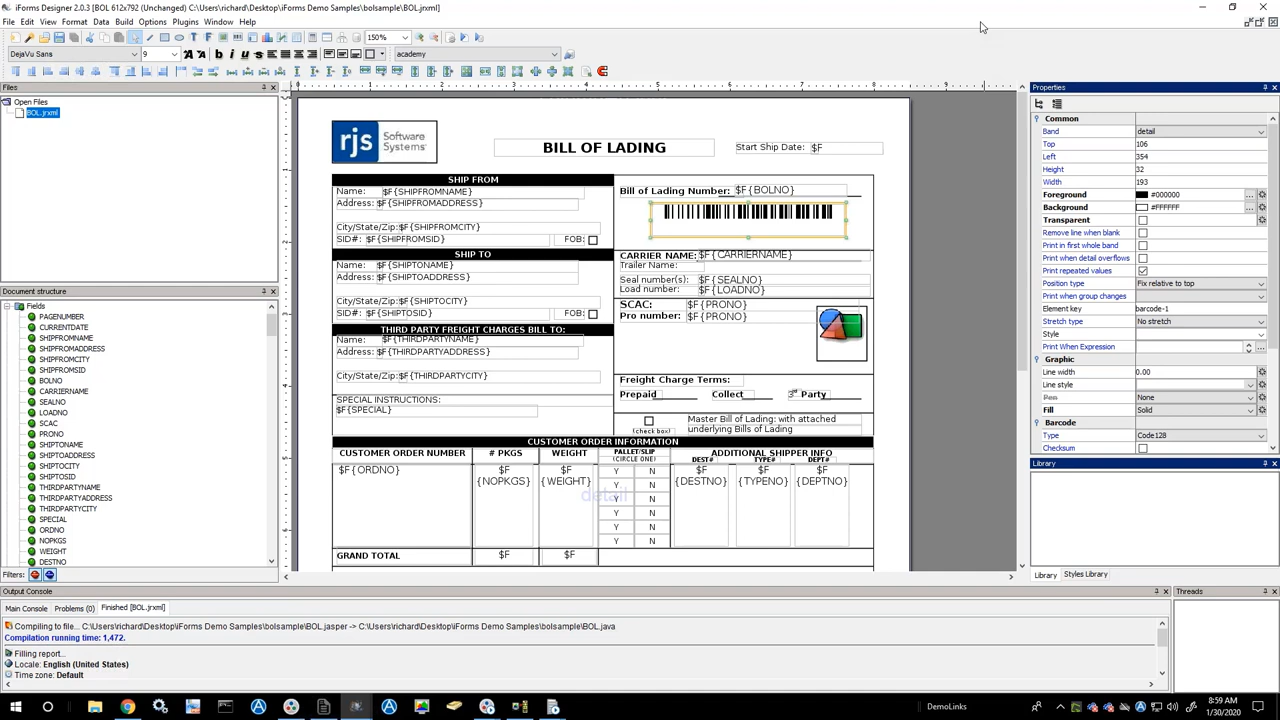 iForms Designer 2.0.3 [BOL 612x792 (Unchanged) C:\Users\richard\Desktop\iForms Demo Samples\bolsample\BOL.jrxml]
File Edit View Format Data Build Options Plugins Window Help
150%
DejaVu Sans 9 b i u s academy
Files
Open Files
BOL.jrxml
Document structure
Fields
PAGENUMBER
CURRENTDATE
SHIPFROMNAME
SHIPFROMADDRESS
SHIPFROMCITY
SHIPFROMSID
BOLNO
CARRIERNAME
SEALNO
LOADNO
SCAC
PRONO
SHIPTONAME
SHIPTOADDRESS
SHIPTOCITY
SHIPTOSID
THIRDPARTYNAME
THIRDPARTYADDRESS
THIRDPARTYCITY
SPECIAL
ORDNO
NOPKGS
WEIGHT
DESTNO
Filters:
rjs Software Systems
BILL OF LADING
Start Ship Date: $F
SHIP FROM
Name: $F{SHIPFROMNAME}
Address: $F{SHIPFROMADDRESS}
City/State/Zip:$F{SHIPFROMCITY}
SID#: $F{SHIPFROMSID} FOB:
SHIP TO
Name: $F{SHIPTONAME}
Address: $F{SHIPTOADDRESS}
City/State/Zip:$F{SHIPTOCITY}
SID#: $F{SHIPTOSID} FOB:
THIRD PARTY FREIGHT CHARGES BILL TO:
Name: $F{THIRDPARTYNAME}
Address: $F{THIRDPARTYADDRESS}
City/State/Zip:$F{THIRDPARTYCITY}
SPECIAL INSTRUCTIONS:
$F{SPECIAL}
Bill of Lading Number: $F{BOLNO}
CARRIER NAME: $F{CARRIERNAME}
Trailer Name:
Seal number(s): $F{SEALNO}
Load number: $F{LOADNO}
SCAC: $F{PRONO}
Pro number: $F{PRONO}
Freight Charge Terms:
Prepaid Collect 3rd Party
(check box)
Master Bill of Lading: with attached
underlying Bills of Lading
CUSTOMER ORDER INFORMATION
CUSTOMER ORDER NUMBER # PKGS WEIGHT PALLET/SLIP (CIRCLE ONE) ADDITIONAL SHIPPER INFO
DEST# TYPE# DEPT#
$F{ORDNO} $F {NOPKGS} $F {WEIGHT} Y N $F {DESTNO} $F {TYPENO} $F {DEPTNO}
Y N
Y N
Y N
Y N
Y N
detail
GRAND TOTAL $F $F
Properties
Common
Band detail
Top 106
Left 354
Height 32
Width 193
Foreground #000000 ...
Background #FFFFFF ...
Transparent
Remove line when blank
Print in first whole band
Print when detail overflows
Print repeated values
Position type Fix relative to top
Print when group changes
Element key barcode-1
Stretch type No stretch
Style
Print When Expression ...
Graphic
Line width 0.00
Line style
Pen None
Fill Solid
Barcode
Type Code128
Checksum
Library
Library Styles Library
Output Console
Main Console Problems (0) Finished [BOL.jrxml]
Threads
Compiling to file... C:\Users\richard\Desktop\iForms Demo Samples\bolsample\BOL.jasper -> C:\Users\richard\Desktop\iForms Demo Samples\bolsample\BOL.java
Compilation running time: 1,472.
Filling report...
Locale: English (United States)
Time zone: Default
DemoLinks
8:59 AM
1/30/2020